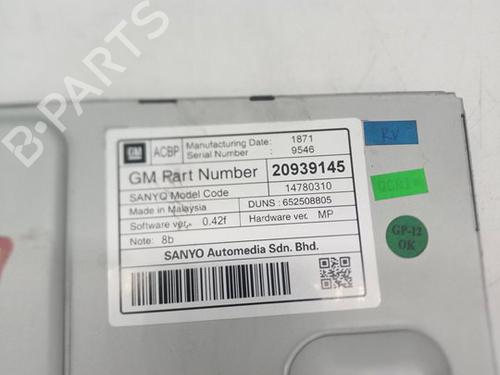 B-PARTS
GM ACBP Manufacturing Date: 1871
Serial Number : 9546
GM Part Number 20939145
SANYO Model Code 14780310
Made in Malaysia DUNS : 652508805
Software ver. 0.42f Hardware ver. MP
Note: 8b
SANYO Automedia Sdn. Bhd.
RV
GP-12
OK